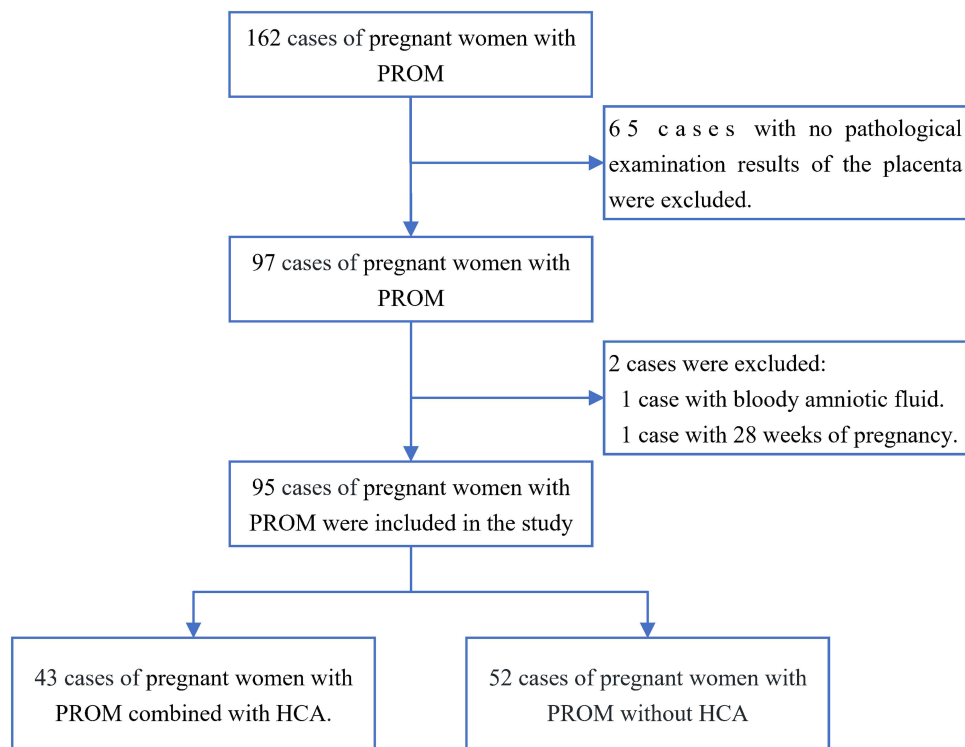 162 cases of pregnant women with
PROM
65 cases with no pathological
examination results of the placenta
were excluded.
97 cases of pregnant women with
PROM
2 cases were excluded:
1 case with bloody amniotic fluid.
1 case with 28 weeks of pregnancy.
95 cases of pregnant women with
PROM were included in the study
43 cases of pregnant women with
PROM combined with HCA.
52 cases of pregnant women with
PROM without HCA